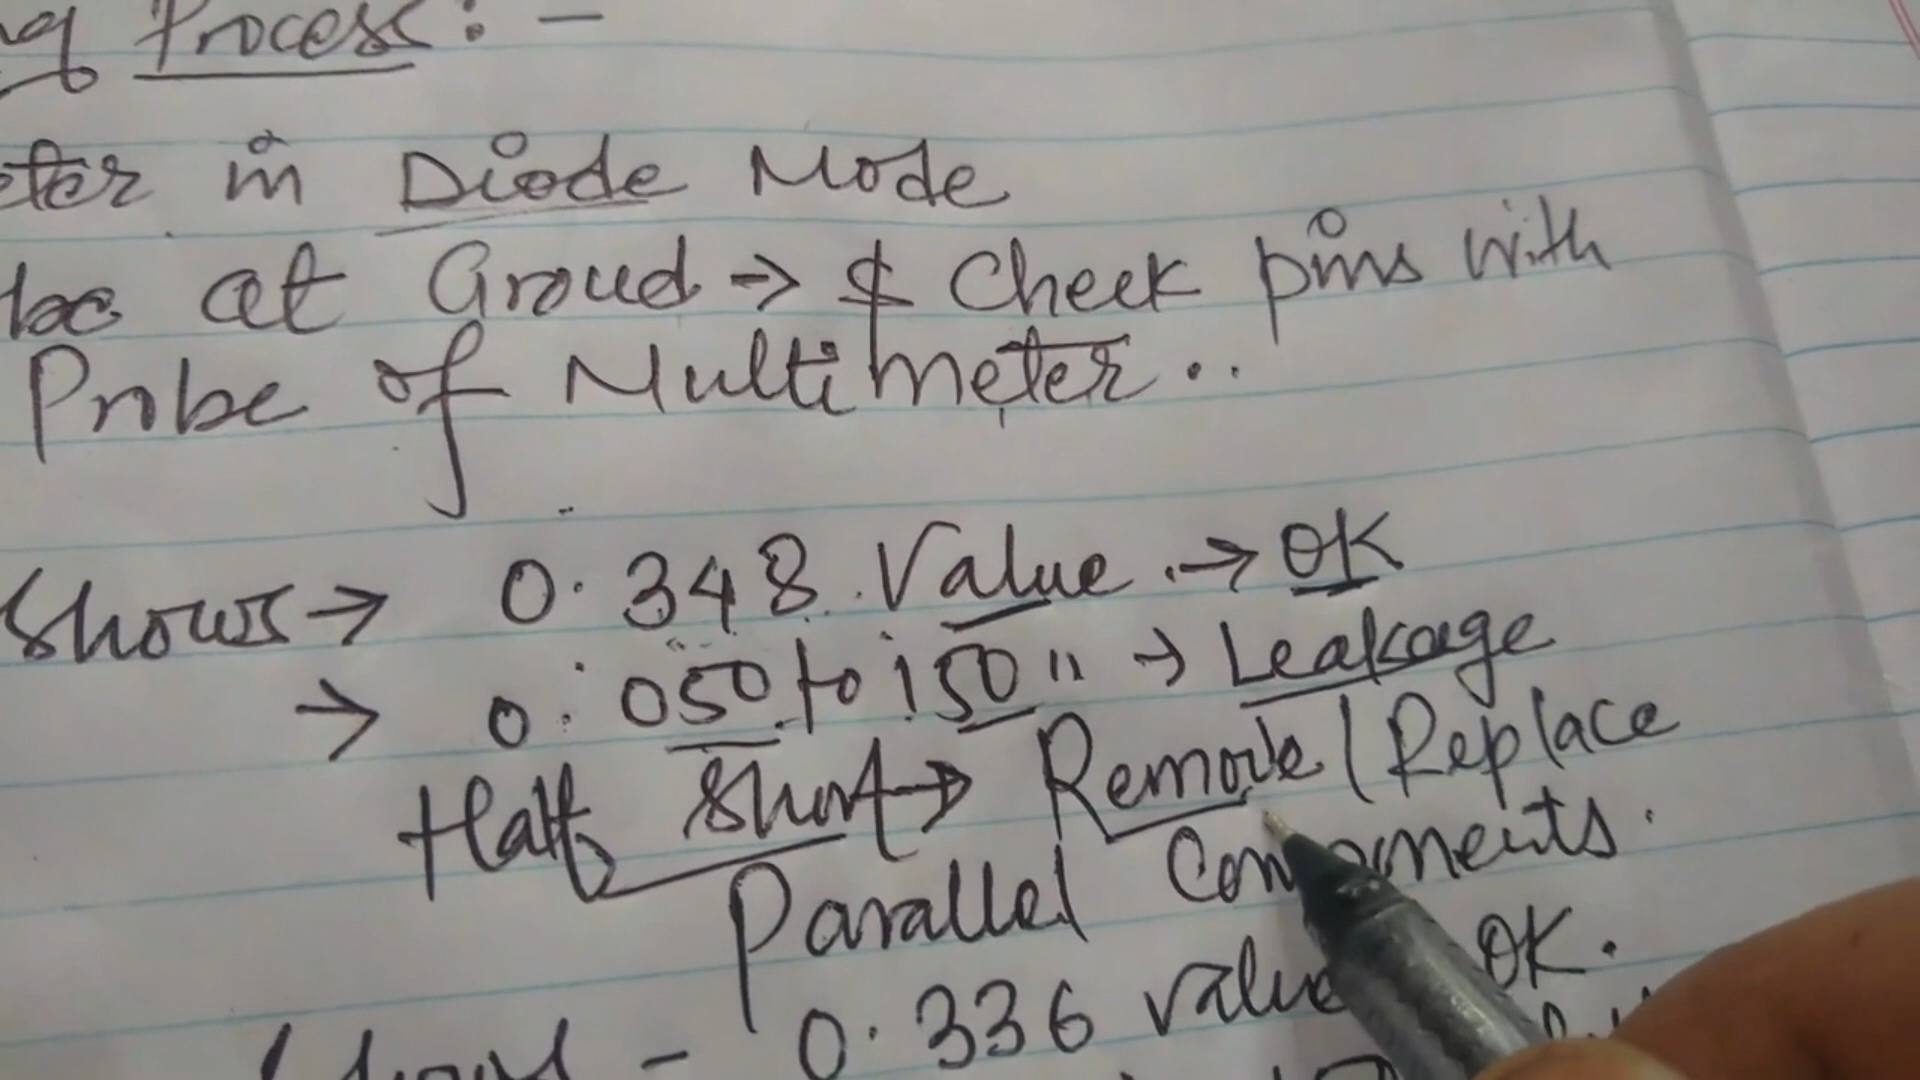 Process : -
in Diode Mode
at Groud → & Check pins with
Probe of Multimeter ..
Shows → 0.348 Value → OK
→ 0.050 to 150 " → Leakage
Half Short → Remove / Replace
Parallel Components.
0.336 value OK.